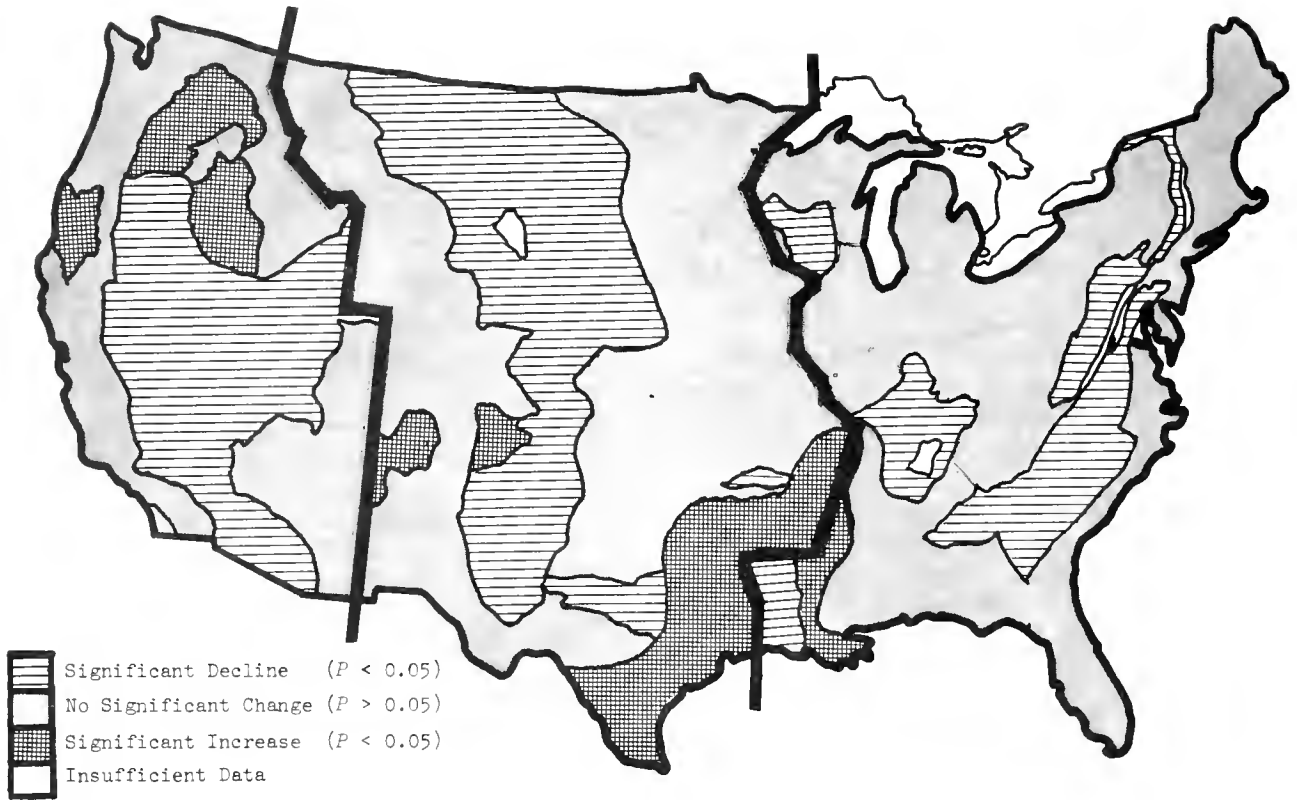 Significant Decline (P < 0.05)
No Significant Change (P > 0.05)
Significant Increase (P < 0.05)
Insufficient Data